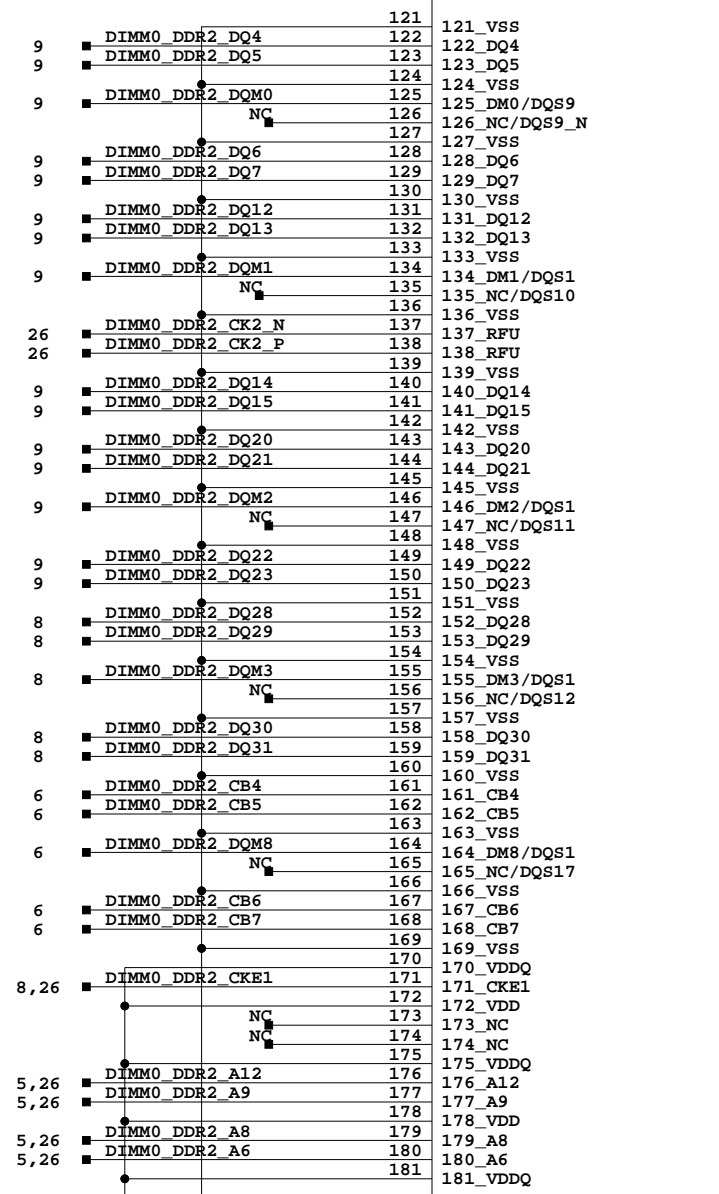 121 121_VSS
9 DIMM0_DDR2_DQ4 122 122_DQ4
9 DIMM0_DDR2_DQ5 123 123_DQ5
124 124_VSS
9 DIMM0_DDR2_DQM0 125 125_DM0/DQS9
NC 126 126_NC/DQS9_N
127 127_VSS
9 DIMM0_DDR2_DQ6 128 128_DQ6
9 DIMM0_DDR2_DQ7 129 129_DQ7
130 130_VSS
9 DIMM0_DDR2_DQ12 131 131_DQ12
9 DIMM0_DDR2_DQ13 132 132_DQ13
133 133_VSS
9 DIMM0_DDR2_DQM1 134 134_DM1/DQS1
NC 135 135_NC/DQS10
136 136_VSS
26 DIMM0_DDR2_CK2_N 137 137_RFU
26 DIMM0_DDR2_CK2_P 138 138_RFU
139 139_VSS
9 DIMM0_DDR2_DQ14 140 140_DQ14
9 DIMM0_DDR2_DQ15 141 141_DQ15
142 142_VSS
9 DIMM0_DDR2_DQ20 143 143_DQ20
9 DIMM0_DDR2_DQ21 144 144_DQ21
145 145_VSS
9 DIMM0_DDR2_DQM2 146 146_DM2/DQS1
NC 147 147_NC/DQS11
148 148_VSS
9 DIMM0_DDR2_DQ22 149 149_DQ22
9 DIMM0_DDR2_DQ23 150 150_DQ23
151 151_VSS
8 DIMM0_DDR2_DQ28 152 152_DQ28
8 DIMM0_DDR2_DQ29 153 153_DQ29
154 154_VSS
8 DIMM0_DDR2_DQM3 155 155_DM3/DQS1
NC 156 156_NC/DQS12
157 157_VSS
8 DIMM0_DDR2_DQ30 158 158_DQ30
8 DIMM0_DDR2_DQ31 159 159_DQ31
160 160_VSS
6 DIMM0_DDR2_CB4 161 161_CB4
6 DIMM0_DDR2_CB5 162 162_CB5
163 163_VSS
6 DIMM0_DDR2_DQM8 164 164_DM8/DQS1
NC 165 165_NC/DQS17
166 166_VSS
6 DIMM0_DDR2_CB6 167 167_CB6
6 DIMM0_DDR2_CB7 168 168_CB7
169 169_VSS
170 170_VDDQ
8,26 DIMM0_DDR2_CKE1 171 171_CKE1
172 172_VDD
NC 173 173_NC
NC 174 174_NC
175 175_VDDQ
5,26 DIMM0_DDR2_A12 176 176_A12
5,26 DIMM0_DDR2_A9 177 177_A9
178 178_VDD
5,26 DIMM0_DDR2_A8 179 179_A8
5,26 DIMM0_DDR2_A6 180 180_A6
181 181_VDDQ